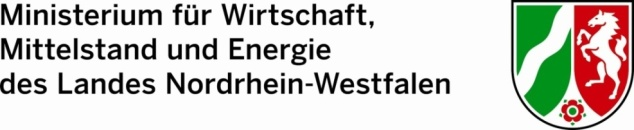 Ministerium für Wirtschaft,
Mittelstand und Energie
des Landes Nordrhein-Westfalen